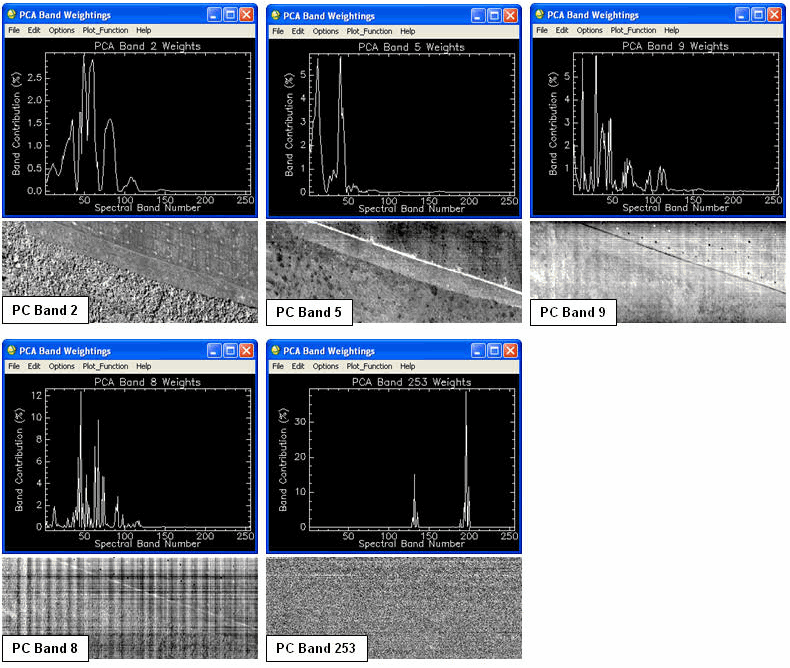 PCA Band Weightings
File Edit Options Plot_Function Help
PCA Band 2 Weights
Band Contribution (%)
2.5
2.0
1.5
1.0
0.5
0.0
50 100 150 200 250
Spectral Band Number
PC Band 2
PCA Band Weightings
File Edit Options Plot_Function Help
PCA Band 5 Weights
Band Contribution (%)
5
4
3
2
1
0
50 100 150 200 250
Spectral Band Number
PC Band 5
PCA Band Weightings
File Edit Options Plot_Function Help
PCA Band 9 Weights
Band Contribution (%)
5
4
3
2
1
50 100 150 200 250
Spectral Band Number
PC Band 9
PCA Band Weightings
File Edit Options Plot_Function Help
PCA Band 8 Weights
Band Contribution (%)
12
10
8
6
4
2
0
50 100 150 200 250
Spectral Band Number
PC Band 8
PCA Band Weightings
File Edit Options Plot_Function Help
PCA Band 253 Weights
Band Contribution (%)
30
20
10
0
50 100 150 200 250
Spectral Band Number
PC Band 253